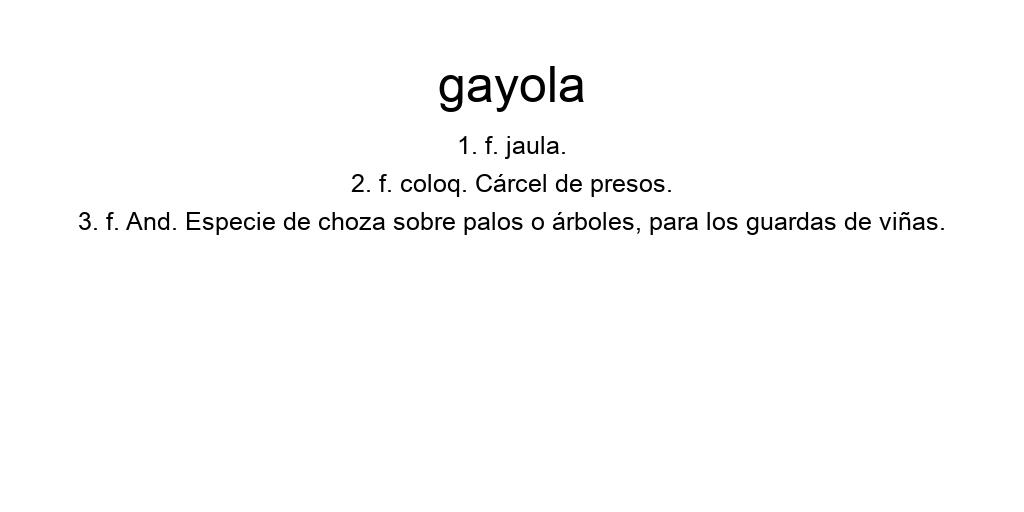 gayola
1. f. jaula.
2. f. coloq. Cárcel de presos.
3. f. And. Especie de choza sobre palos o árboles, para los guardas de viñas.